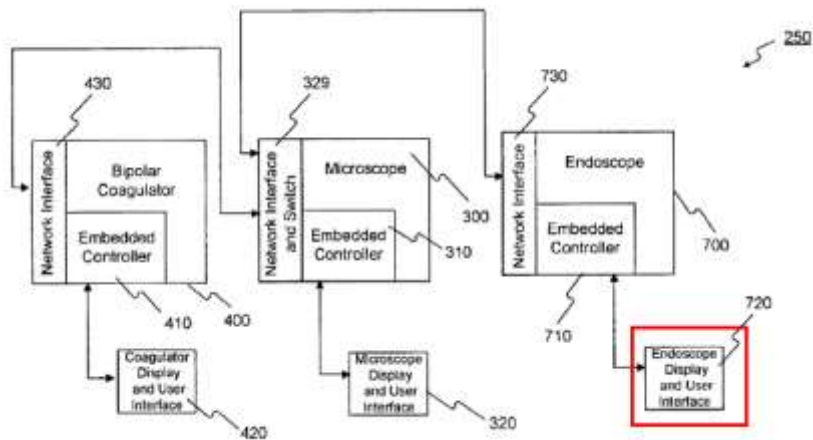 250
430
329
730
Network Interface
Bipolar
Coagulator
Embedded
Controller
410
400
Network Interface
and Switch
Microscope
300
Embedded
Controller
310
Network Interface
Endoscope
Embedded
Controller
700
710
Coagulator
Display
and User
Interface
420
Microscope
Display
and User
Interface
320
720
Endoscope
Display
and User
Interface